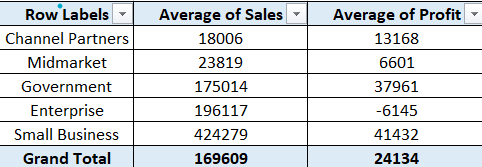 Row Labels Average of Sales Average of Profit
Channel Partners 18006 13168
Midmarket 23819 6601
Government 175014 37961
Enterprise 196117 -6145
Small Business 424279 41432
Grand Total 169609 24134